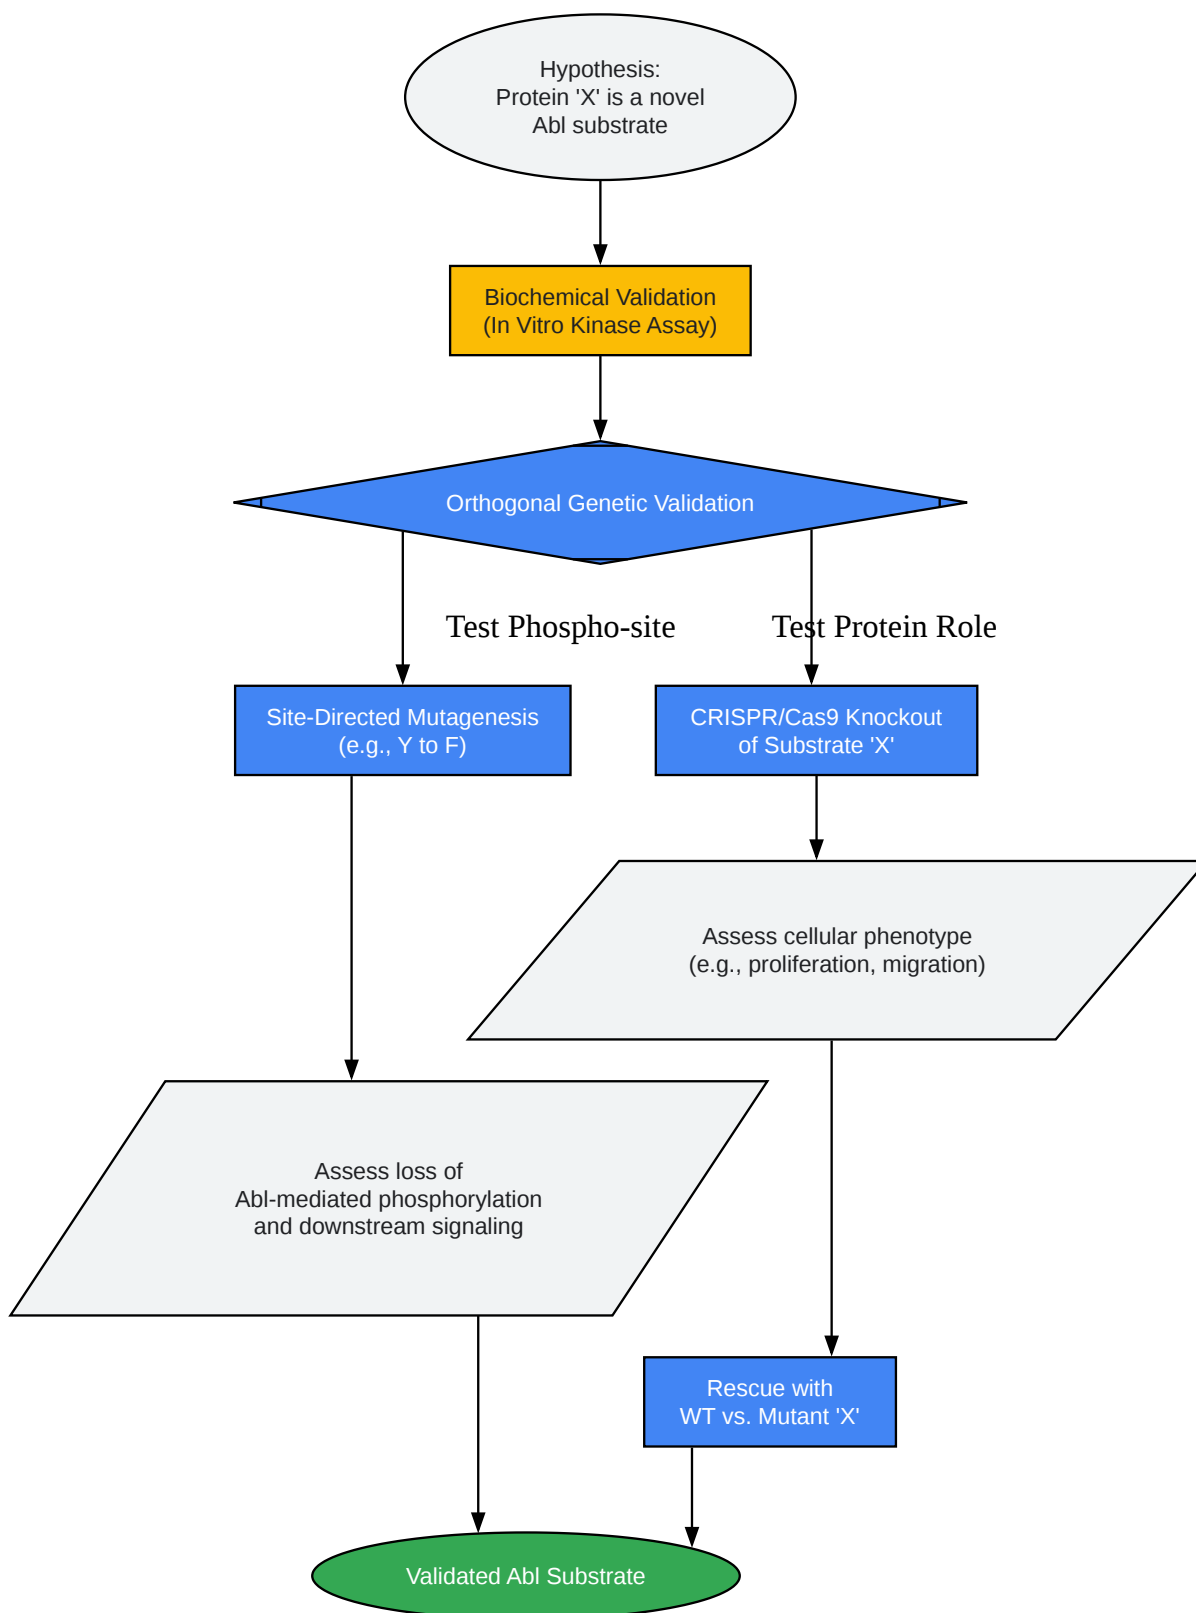 Hypothesis:
Protein 'X' is a novel
Abl substrate
Biochemical Validation
(In Vitro Kinase Assay)
Orthogonal Genetic Validation
Test Phospho-site
Test Protein Role
Site-Directed Mutagenesis
(e.g., Y to F)
CRISPR/Cas9 Knockout
of Substrate 'X'
Assess cellular phenotype
(e.g., proliferation, migration)
Assess loss of
Abl-mediated phosphorylation
and downstream signaling
Rescue with
WT vs. Mutant 'X'
Validated Abl Substrate